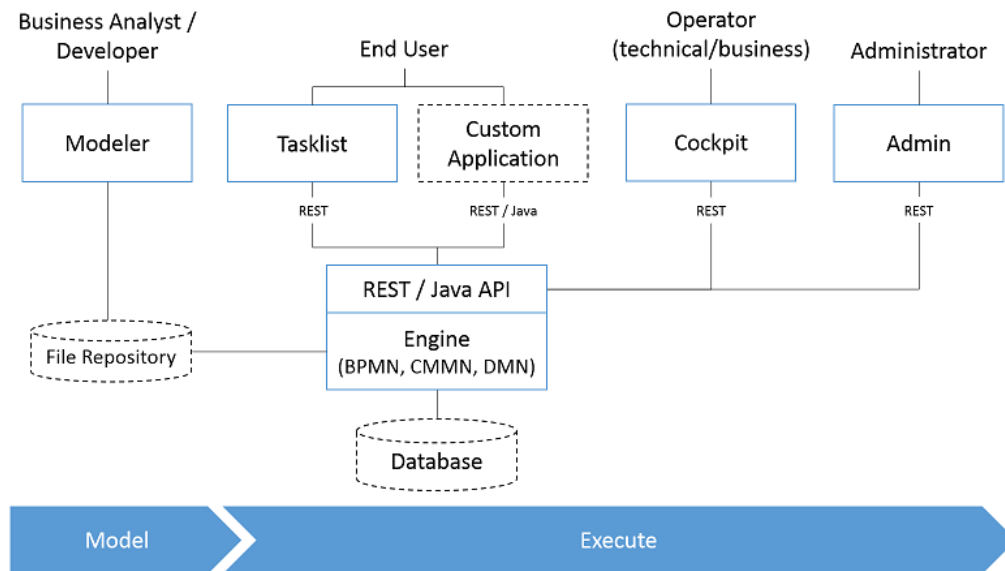 Business Analyst /
Developer
End User
Operator
(technical/business)
Administrator
Modeler
Tasklist
Custom
Application
Cockpit
Admin
REST
REST / Java
REST
REST
REST / Java API
Engine
(BPMN, CMMN, DMN)
File Repository
Database
Model
Execute